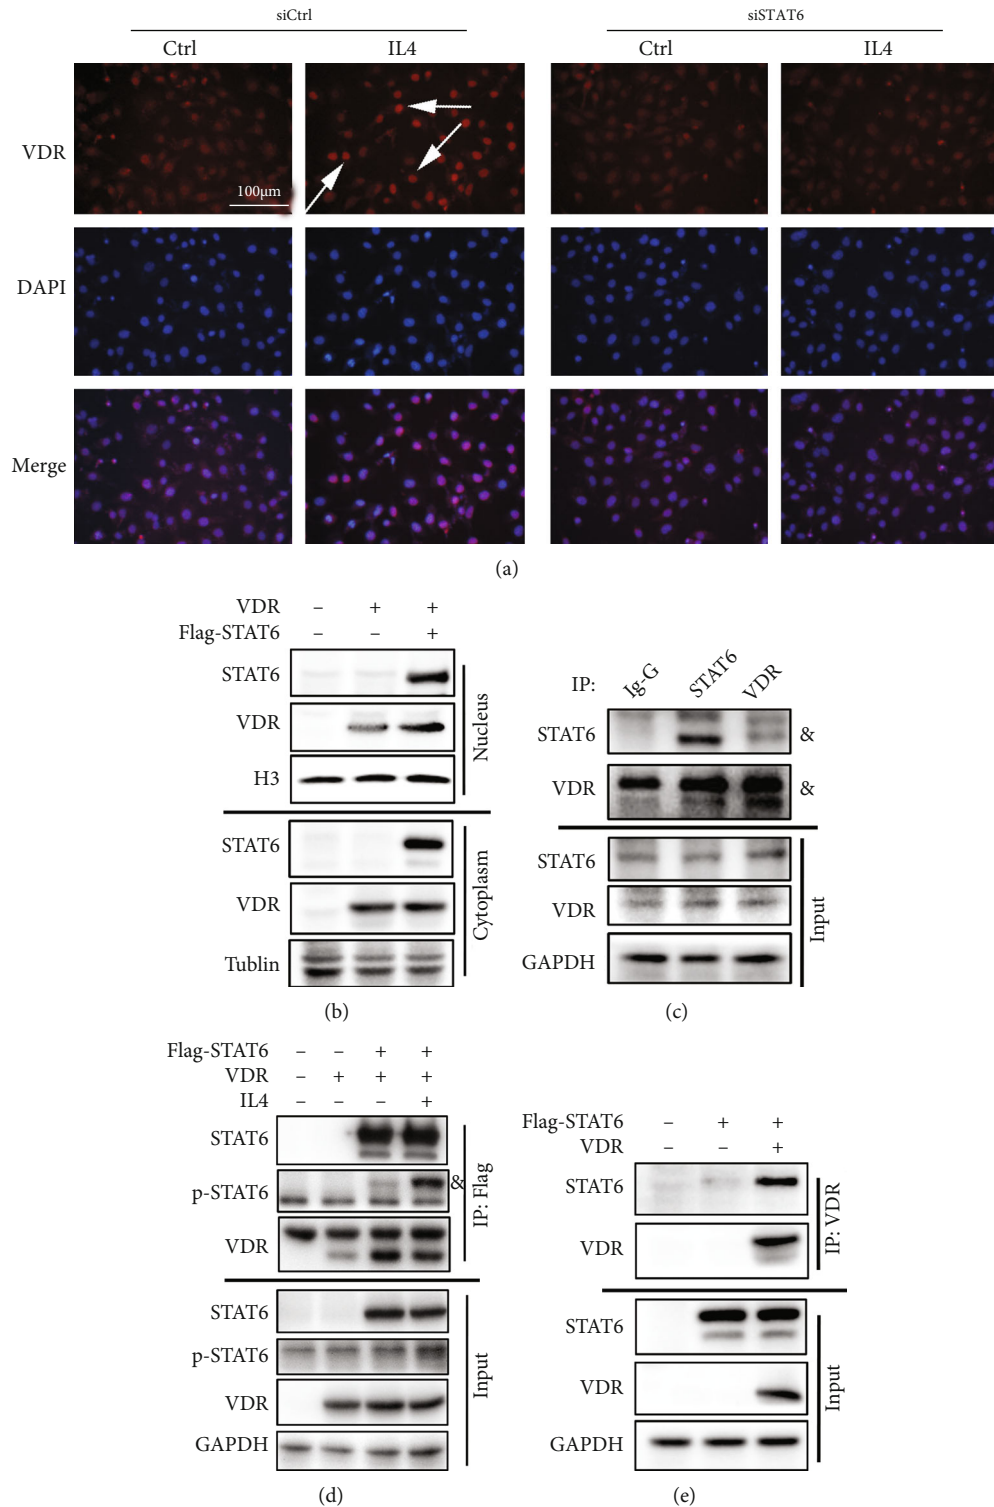 siCtrl siSTAT6
Ctrl IL4 Ctrl IL4
VDR
100μm
DAPI
Merge
(a)
VDR – + +
Flag-STAT6 – – +
STAT6
VDR
H3
Nucleus
STAT6
VDR
Tublin
Cytoplasm
(b)
IP: Ig-G STAT6 VDR
STAT6 &
VDR &
STAT6
VDR
GAPDH
Input
(c)
Flag-STAT6 – – + +
VDR – + + +
IL4 – – – +
STAT6
p-STAT6 &
VDR
IP: Flag
STAT6
p-STAT6
VDR
GAPDH
Input
(d)
Flag-STAT6 – + +
VDR – – +
STAT6
VDR
IP: VDR
STAT6
VDR
GAPDH
Input
(e)